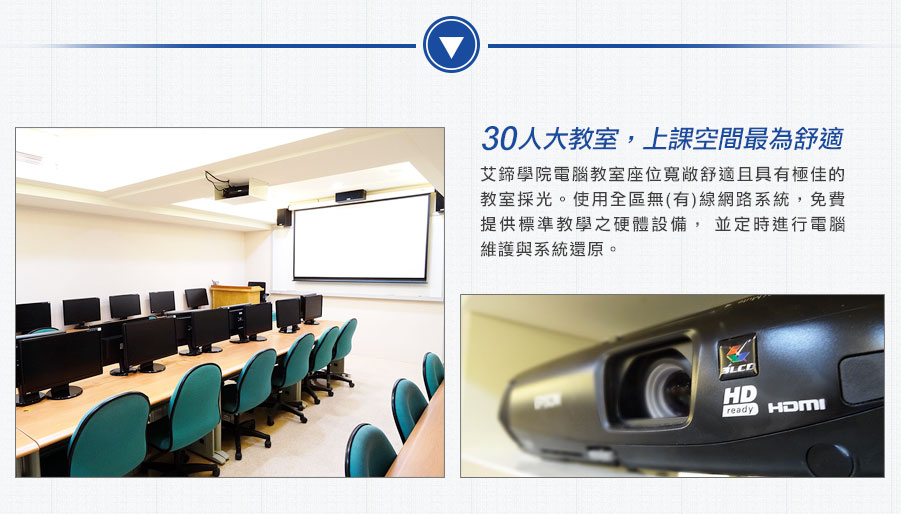 30人大教室，上課空間最為舒適
艾鍗學院電腦教室座位寬敞舒適且具有極佳的
教室採光。使用全區無(有)線網路系統，免費
提供標準教學之硬體設備， 並定時進行電腦
維護與系統還原。
EPSON
3LCD
HD
ready
HDMI